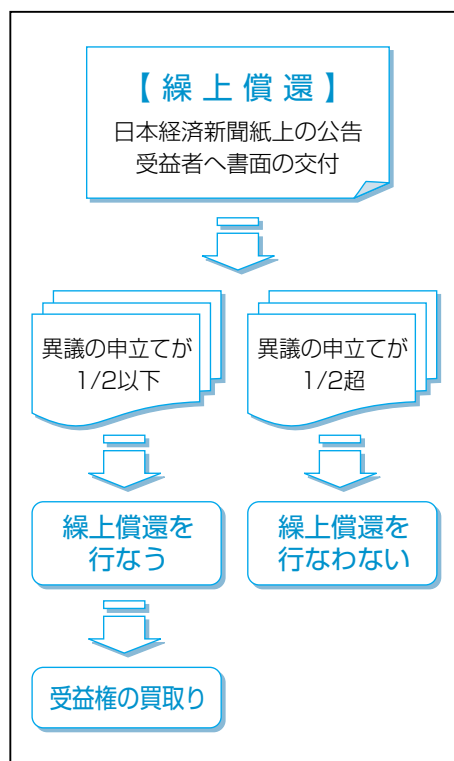 【繰上償還】
日本経済新聞紙上の公告
受益者へ書面の交付
異議の申立てが
1/2以下
異議の申立てが
1/2超
繰上償還を
行なう
繰上償還を
行なわない
受益権の買取り